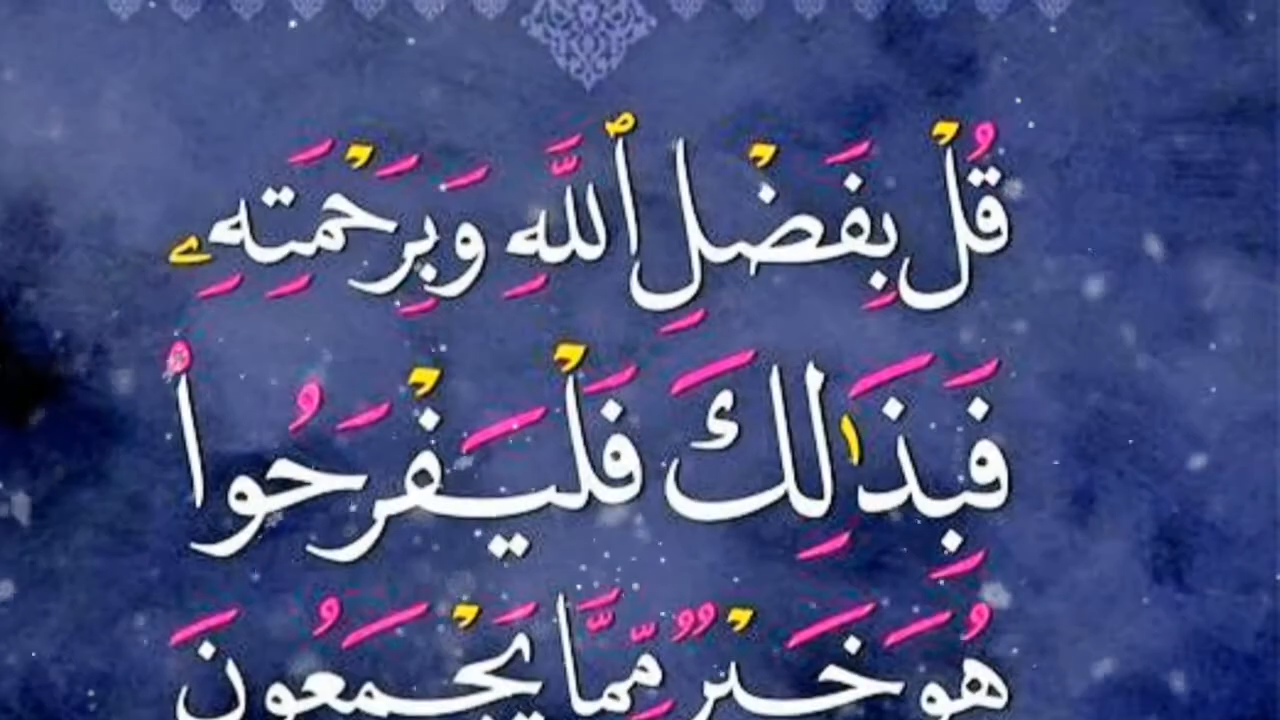 قُلْ بِفَضْلِ ٱللَّهِ وَبِرَحْمَتِهِۦ
فَبِذَٰلِكَ فَلْيَفْرَحُوا۟
هُوَ خَيْرٌ مِّمَّا يَجْمَعُونَ